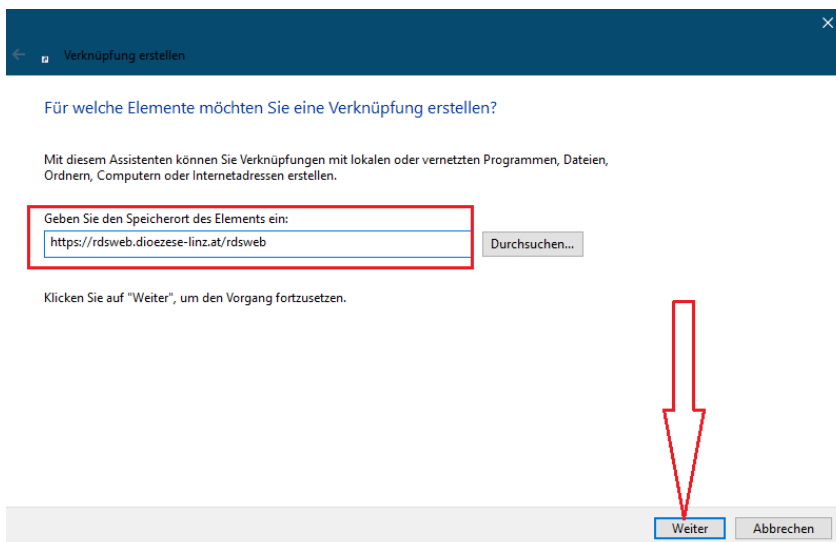 Verknüpfung erstellen
Für welche Elemente möchten Sie eine Verknüpfung erstellen?
Mit diesem Assistenten können Sie Verknüpfungen mit lokalen oder vernetzten Programmen, Dateien,
Ordnern, Computern oder Internetadressen erstellen.
Geben Sie den Speicherort des Elements ein:
https://rdsweb.dioezese-linz.at/rdsweb
Durchsuchen...
Klicken Sie auf "Weiter", um den Vorgang fortzusetzen.
Weiter
Abbrechen